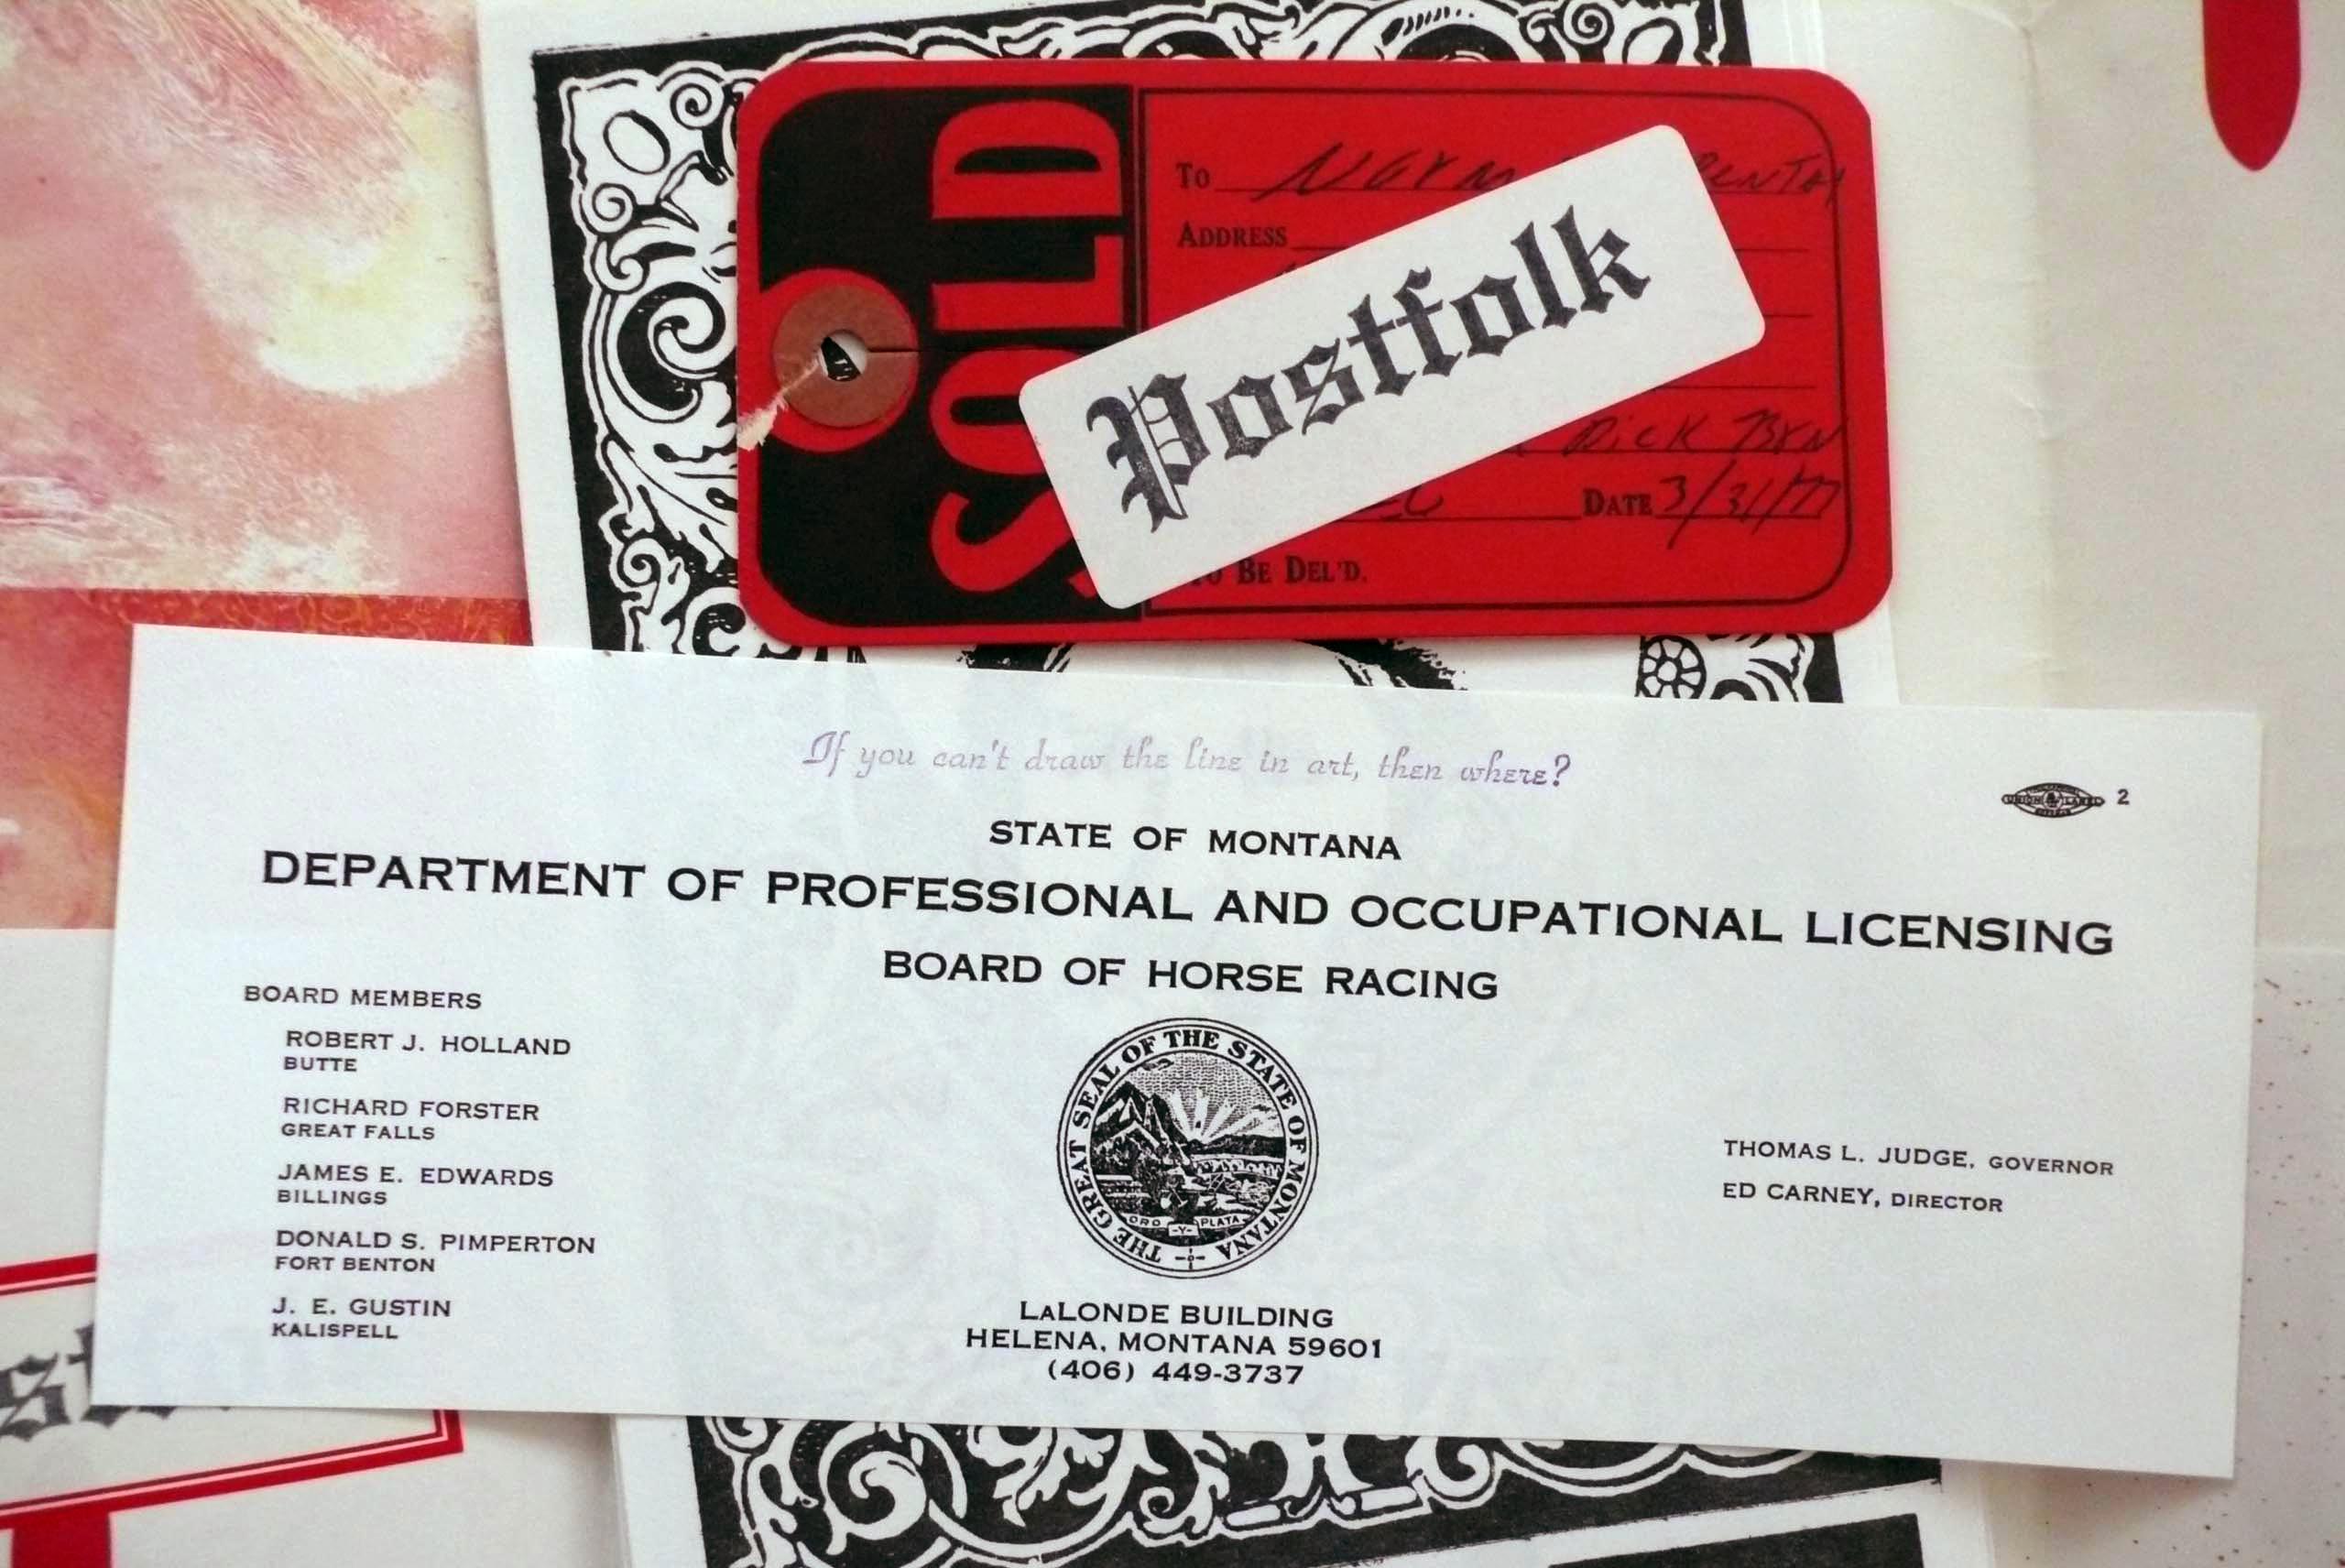 SOLD
TO
ADDRESS
Postfolk
RICK
DATE 3/31/77
TO BE DEL'D.
If you can't draw the line in art, then where?
UNION LABEL 2
STATE OF MONTANA
DEPARTMENT OF PROFESSIONAL AND OCCUPATIONAL LICENSING
BOARD OF HORSE RACING
BOARD MEMBERS
ROBERT J. HOLLAND
BUTTE
RICHARD FORSTER
GREAT FALLS
JAMES E. EDWARDS
BILLINGS
DONALD S. PIMPERTON
FORT BENTON
J. E. GUSTIN
KALISPELL
THE GREAT SEAL OF THE STATE OF MONTANA
ORO -Y- PLATA
THOMAS L. JUDGE, GOVERNOR
ED CARNEY, DIRECTOR
LALONDE BUILDING
HELENA, MONTANA 59601
(406) 449-3737